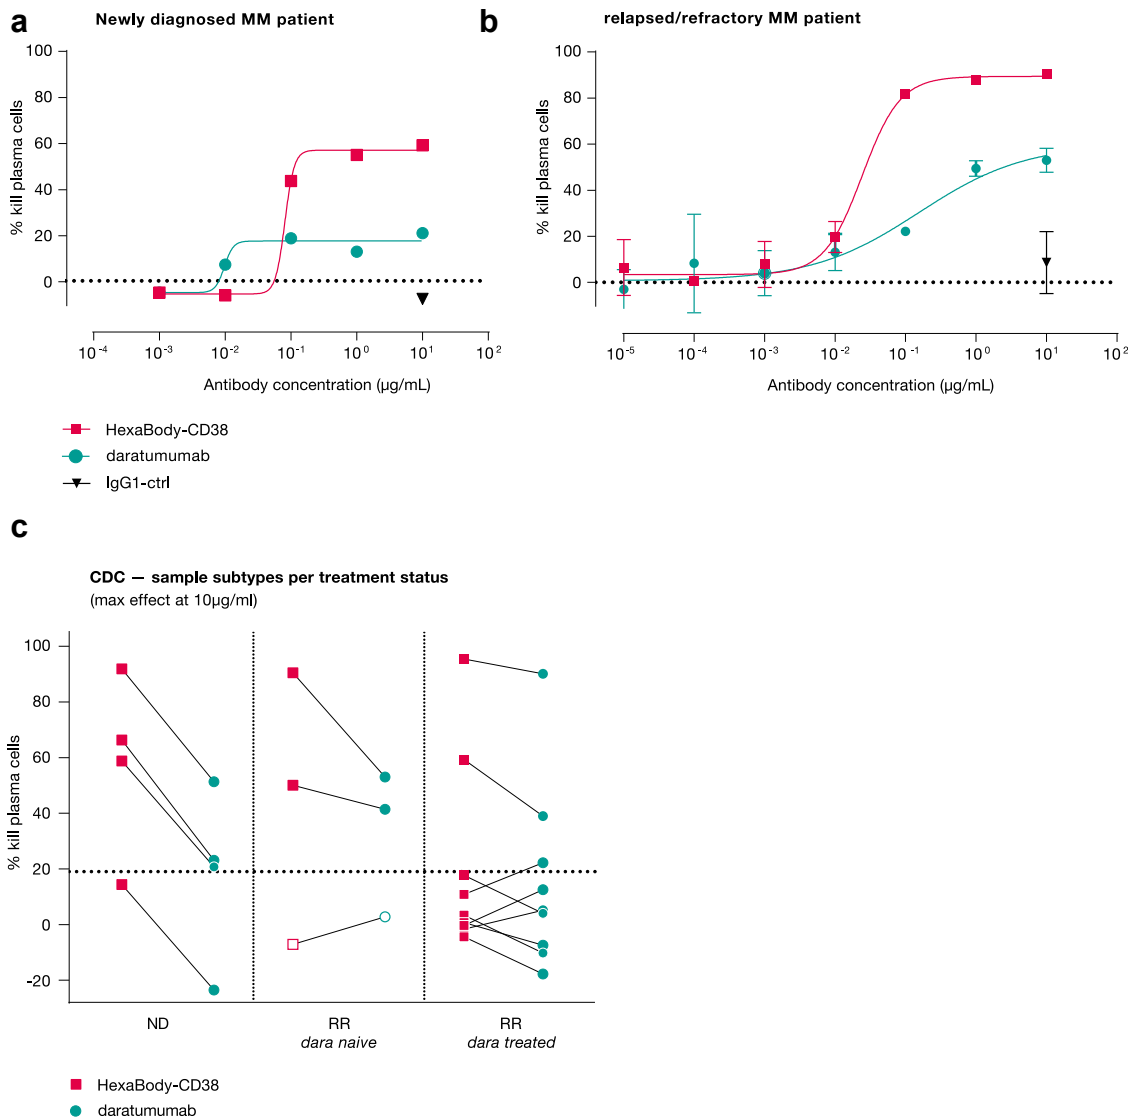 a
Newly diagnosed MM patient
% kill plasma cells
100
80
60
40
20
0
10-4 10-3 10-2 10-1 100 101 102
Antibody concentration (µg/mL)
HexaBody-CD38
daratumumab
IgG1-ctrl
b
relapsed/refractory MM patient
% kill plasma cells
100
80
60
40
20
0
10-5 10-4 10-3 10-2 10-1 100 101 102
Antibody concentration (µg/mL)
c
CDC — sample subtypes per treatment status
(max effect at 10µg/ml)
% kill plasma cells
100
80
60
40
20
0
-20
ND
RR
dara naive
RR
dara treated
HexaBody-CD38
daratumumab